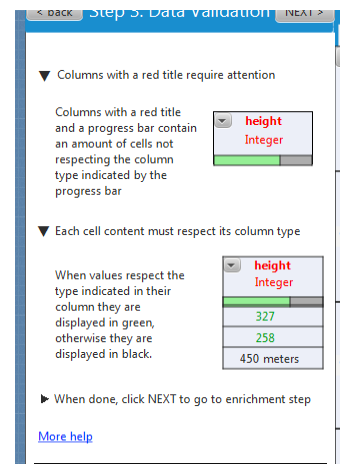 < back Step 3: Data Validation NEXT >
▼ Columns with a red title require attention
Columns with a red title
and a progress bar contain
an amount of cells not
respecting the column
type indicated by the
progress bar
height
Integer
▼ Each cell content must respect its column type
When values respect the
type indicated in their
column they are
displayed in green,
otherwise they are
displayed in black.
height
Integer
327
258
450 meters
▶ When done, click NEXT to go to enrichment step
More help